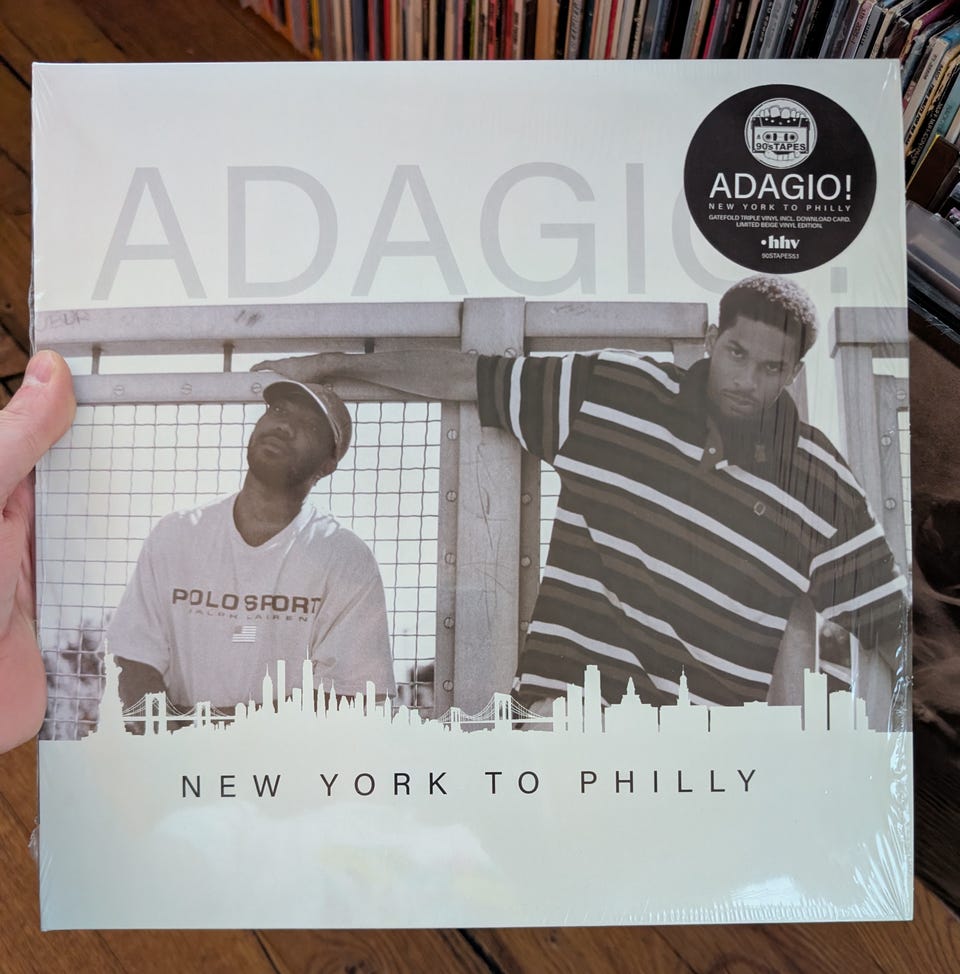 ADAGIO!
90sTAPES
ADAGIO!
NEW YORK TO PHILLY
GATEFOLD TRIPLE VINYL INCL. DOWNLOAD CARD.
LIMITED BEIGE VINYL EDITION.
hhv
90STAPES51
POLO SPORT
RALPH LAUREN
NEW YORK TO PHILLY